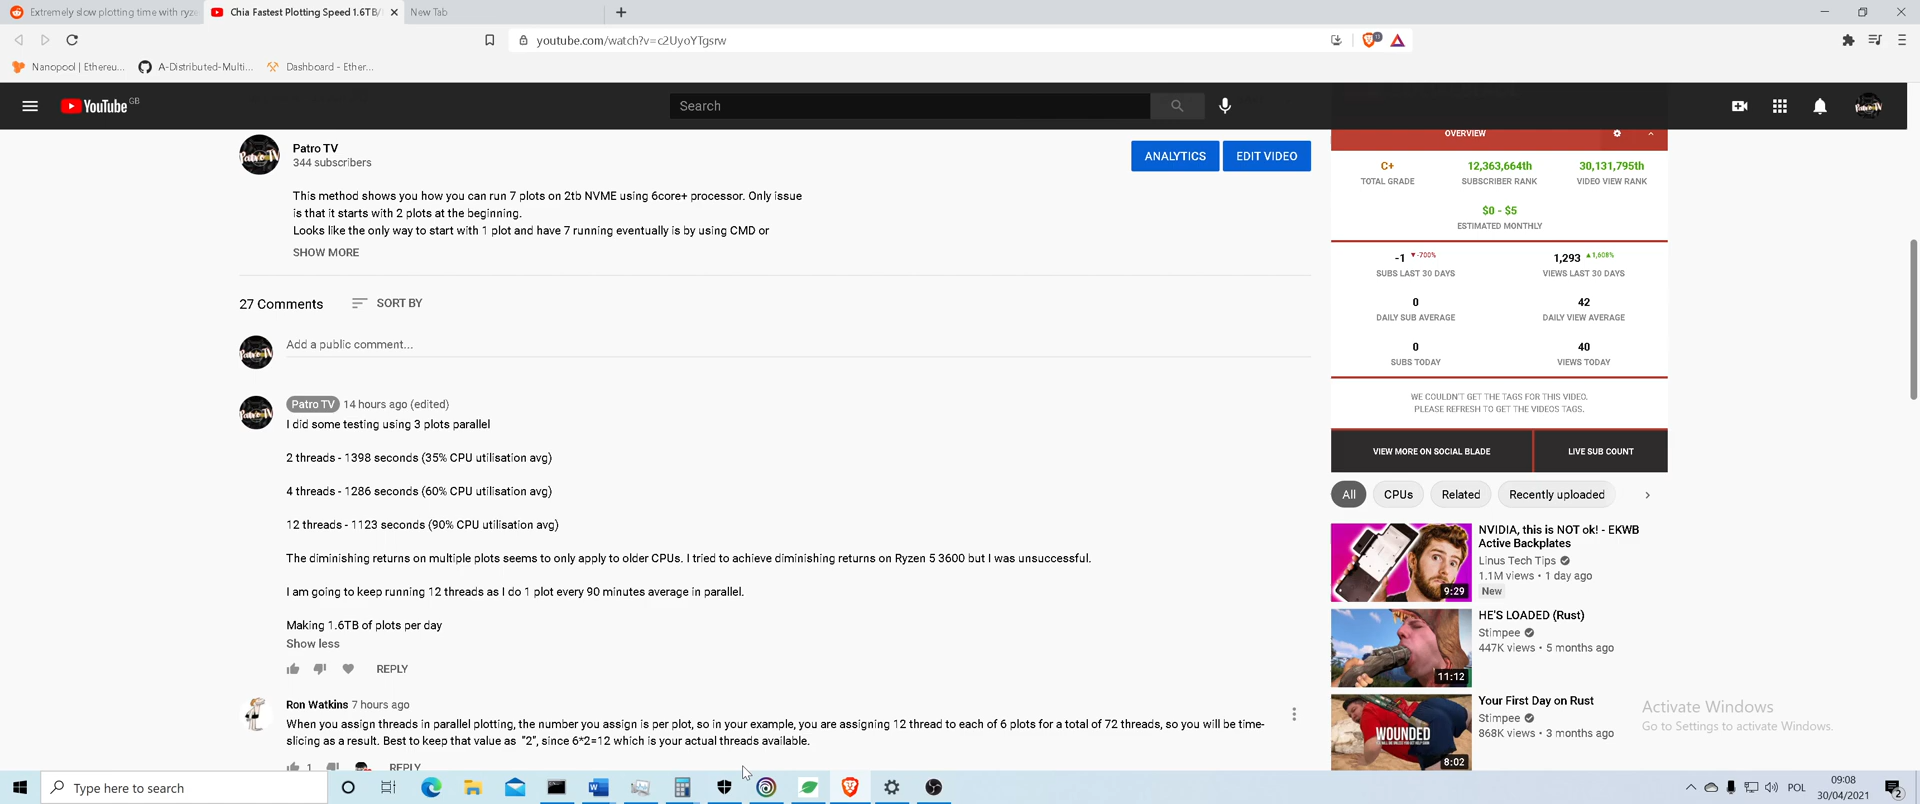 Extremely slow plotting time with ryze
Chia Fastest Plotting Speed 1.6TB/
New Tab
youtube.com/watch?v=c2UyoYTgsrw
Nanopool | Ethereu...
A-Distributed-Multi...
Dashboard - Ether...
YouTube GB
Search
Patro TV
344 subscribers
ANALYTICS
EDIT VIDEO
This method shows you how you can run 7 plots on 2tb NVME using 6core+ processor. Only issue
is that it starts with 2 plots at the beginning.
Looks like the only way to start with 1 plot and have 7 running eventually is by using CMD or
SHOW MORE
27 Comments
SORT BY
Add a public comment...
Patro TV 14 hours ago (edited)
I did some testing using 3 plots parallel
2 threads - 1398 seconds (35% CPU utilisation avg)
4 threads - 1286 seconds (60% CPU utilisation avg)
12 threads - 1123 seconds (90% CPU utilisation avg)
The diminishing returns on multiple plots seems to only apply to older CPUs. I tried to achieve diminishing returns on Ryzen 5 3600 but I was unsuccessful.
I am going to keep running 12 threads as I do 1 plot every 90 minutes average in parallel.
Making 1.6TB of plots per day
Show less
REPLY
Ron Watkins 7 hours ago
When you assign threads in parallel plotting, the number you assign is per plot, so in your example, you are assigning 12 thread to each of 6 plots for a total of 72 threads, so you will be time-
slicing as a result. Best to keep that value as "2", since 6*2=12 which is your actual threads available.
1
REPLY
OVERVIEW
C+
TOTAL GRADE
12,363,664th
SUBSCRIBER RANK
30,131,795th
VIDEO VIEW RANK
$0 - $5
ESTIMATED MONTHLY
-1 ▼-700%
SUBS LAST 30 DAYS
1,293 ▲1,608%
VIEWS LAST 30 DAYS
0
DAILY SUB AVERAGE
42
DAILY VIEW AVERAGE
0
SUBS TODAY
40
VIEWS TODAY
WE COULDN'T GET THE TAGS FOR THIS VIDEO.
PLEASE REFRESH TO GET THE VIDEOS TAGS.
VIEW MORE ON SOCIAL BLADE
LIVE SUB COUNT
All
CPUs
Related
Recently uploaded
9:29
NVIDIA, this is NOT ok! - EKWB
Active Backplates
Linus Tech Tips
1.1M views • 1 day ago
New
11:12
HE'S LOADED (Rust)
Stimpee
447K views • 5 months ago
WOUNDED
8:02
Your First Day on Rust
Stimpee
868K views • 3 months ago
Activate Windows
Go to Settings to activate Windows.
Type here to search
POL
09:08
30/04/2021
2